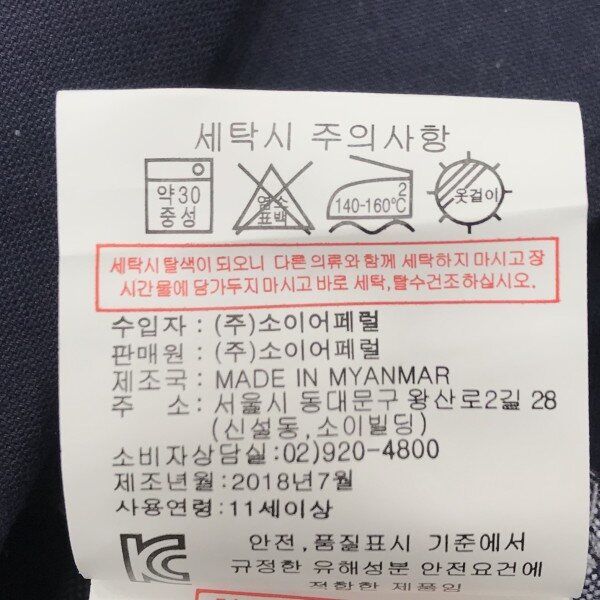 세탁시 주의사항
약30 중성
염소 표백
2
140-160℃
옷걸이
세탁시 탈색이 되오니 다른 의류와 함께 세탁하지 마시고 장
시간 물에 담가두지 마시고 바로 세탁,탈수건조하십시오.
수입자 : (주)소이어페럴
판매원 : (주)소이어페럴
제조국 : MADE IN MYANMAR
주 소 : 서울시 동대문구 왕산로2길 28
(신설동,소이빌딩)
소비자상담실:02)920-4800
제조년월:2018년7월
사용연령:11세이상
안전,품질표시 기준에서
규정한 유해성분 안전요건에
적합한 제품임